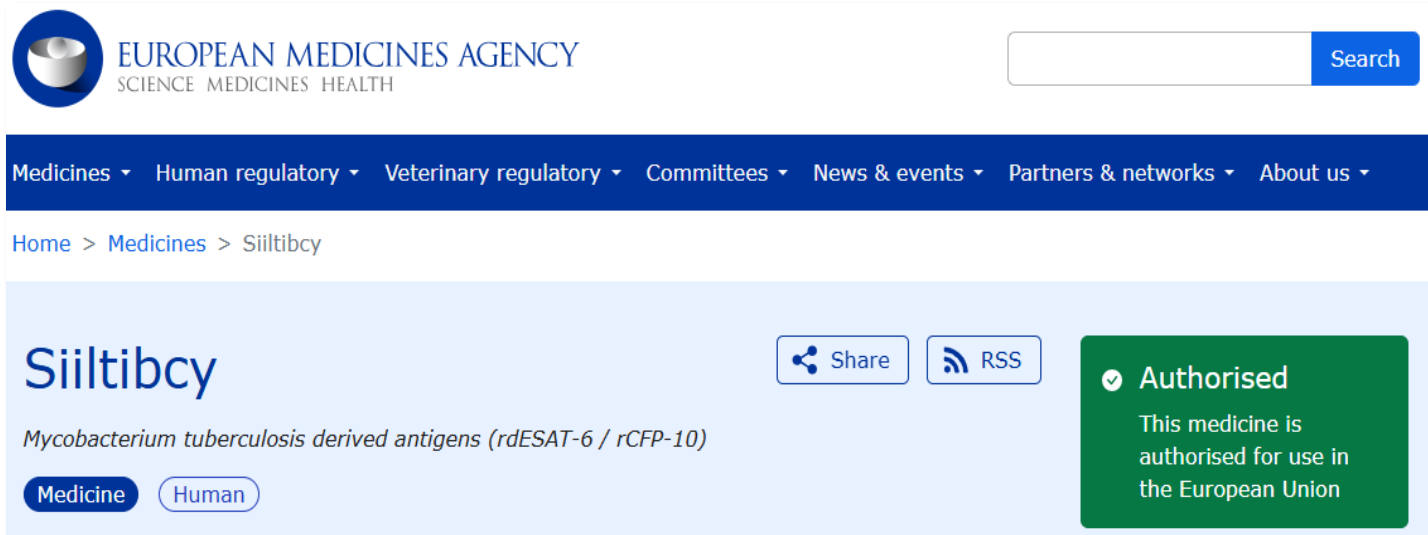 EUROPEAN MEDICINES AGENCY
SCIENCE MEDICINES HEALTH
Search
Medicines Human regulatory Veterinary regulatory Committees News & events Partners & networks About us
Home > Medicines > Siiltibcy
Siiltibcy
Share RSS
Mycobacterium tuberculosis derived antigens (rdESAT-6 / rCFP-10)
Medicine Human
Authorised
This medicine is
authorised for use in
the European Union